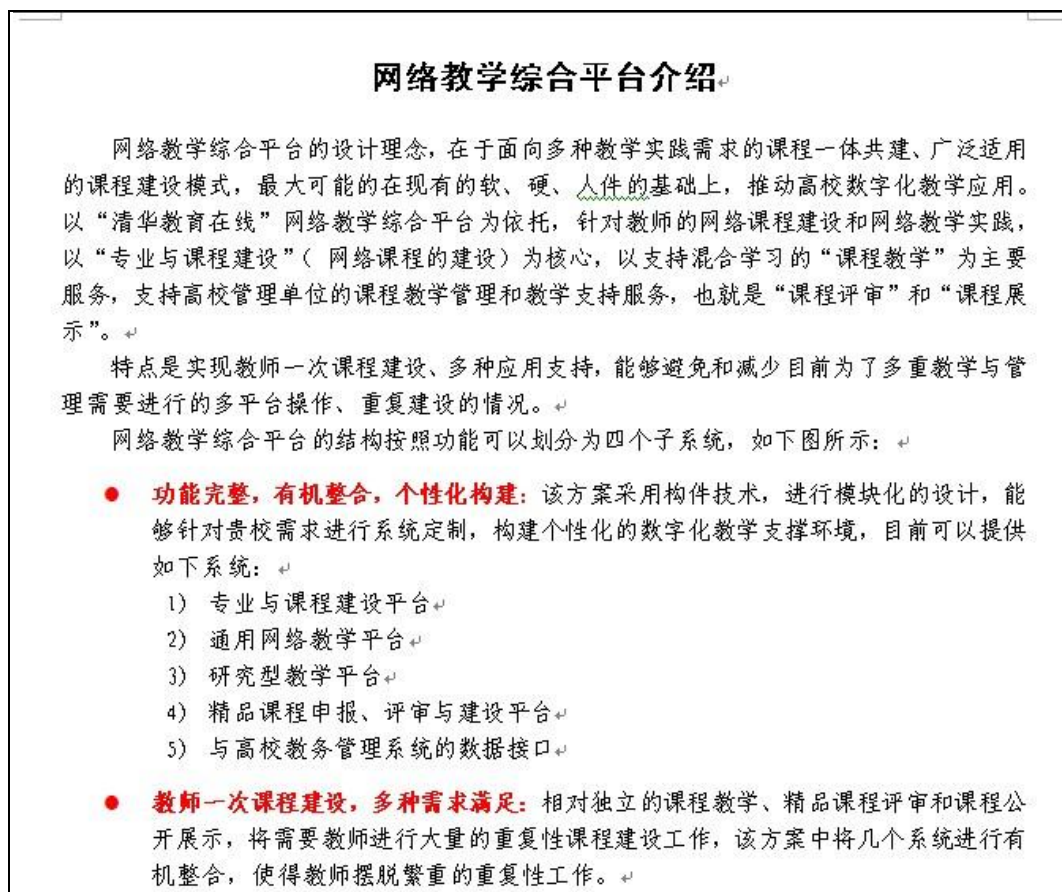 网络教学综合平台介绍
网络教学综合平台的设计理念，在于面向多种教学实践需求的课程一体共建、广泛适用
的课程建设模式，最大可能的在现有的软、硬、人件的基础上，推动高校数字化教学应用。
以“清华教育在线”网络教学综合平台为依托，针对教师的网络课程建设和网络教学实践，
以“专业与课程建设”（ 网络课程的建设）为核心，以支持混合学习的“课程教学”为主要
服务，支持高校管理单位的课程教学管理和教学支持服务，也就是“课程评审”和“课程展
示”。
特点是实现教师一次课程建设、多种应用支持，能够避免和减少目前为了多重教学与管
理需要进行的多平台操作、重复建设的情况。
网络教学综合平台的结构按照功能可以划分为四个子系统，如下图所示：
● 功能完整，有机整合，个性化构建：该方案采用构件技术，进行模块化的设计，能
够针对贵校需求进行系统定制，构建个性化的数字化教学支撑环境，目前可以提供
如下系统：
1） 专业与课程建设平台
2） 通用网络教学平台
3） 研究型教学平台
4） 精品课程申报、评审与建设平台
5） 与高校教务管理系统的数据接口
● 教师一次课程建设，多种需求满足：相对独立的课程教学、精品课程评审和课程公
开展示，将需要教师进行大量的重复性课程建设工作，该方案中将几个系统进行有
机整合，使得教师摆脱繁重的重复性工作。